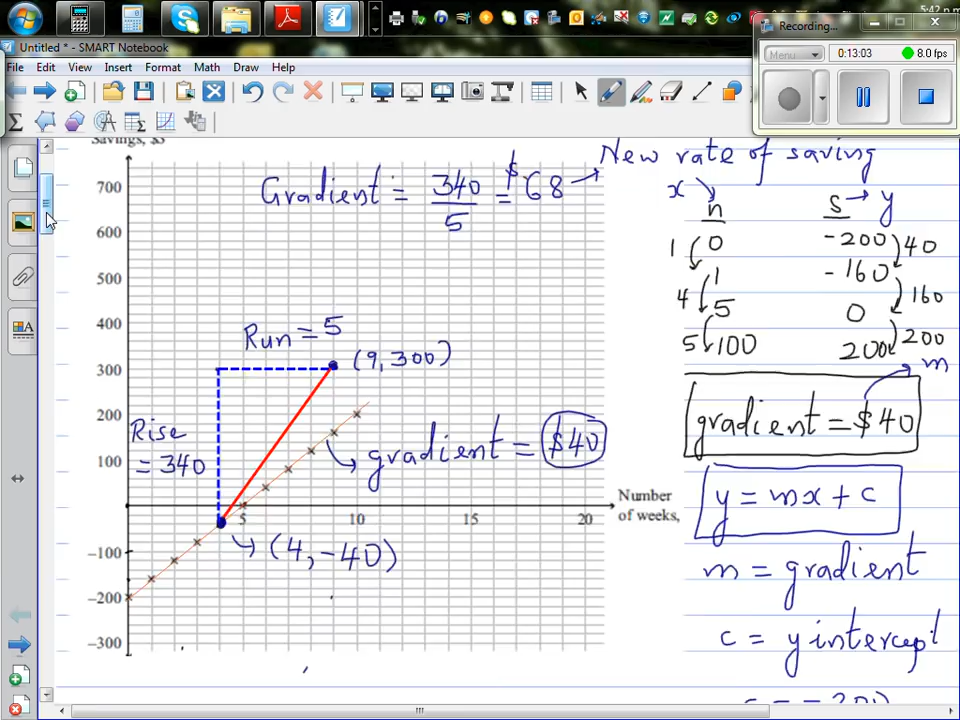 5:42 p.m.
Recording...
Untitled * - SMART Notebook
File Edit View Insert Format Math Draw Help
Menu
0:13:03
8.0 fps
Savings, $
700
600
500
400
300
200
100
-100
-200
-300
5 10 15 20
Number
of weeks,
Gradient = 340/5 = $68 → New rate of saving
Run = 5
(9, 300)
Rise
= 340
gradient = $40
(4, -40)
x n s → y
1 0 -200 40
1 -160
4 5 0 160
5 100 200 200
gradient = $40 m
y = mx + c
m = gradient
c = y intercept